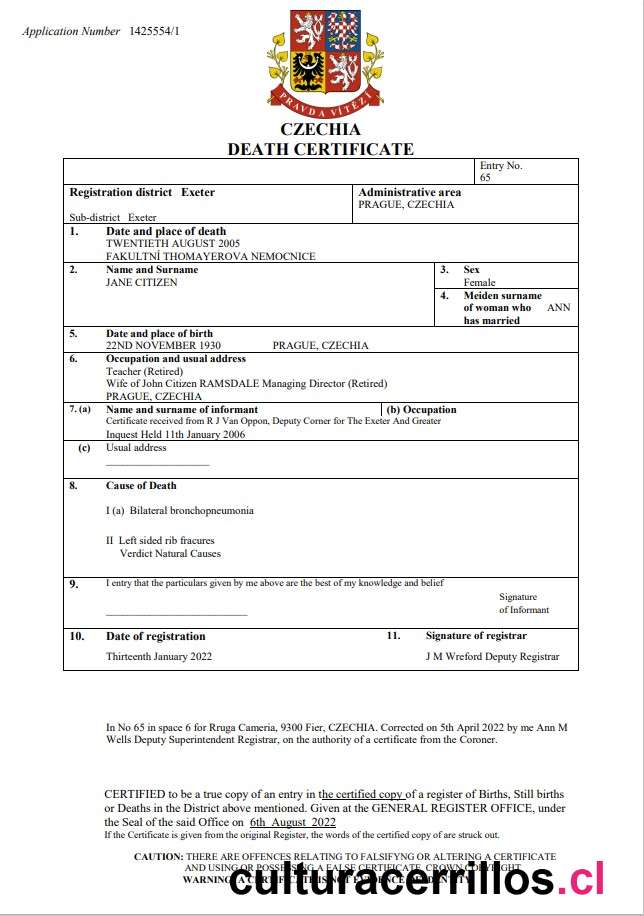 Application Number 1425554/1
PRAVDA VÍTĚZÍ
CZECHIA
DEATH CERTIFICATE
Entry No.
65
Registration district Exeter
Administrative area
PRAGUE, CZECHIA
Sub-district Exeter
1. Date and place of death
TWENTIETH AUGUST 2005
FAKULTNÍ THOMAYEROVA NEMOCNICE
2. Name and Surname
JANE CITIZEN
3. Sex
Female
4. Meiden surname
of woman who ANN
has married
5. Date and place of birth
22ND NOVEMBER 1930 PRAGUE, CZECHIA
6. Occupation and usual address
Teacher (Retired)
Wife of John Citizen RAMSDALE Managing Director (Retired)
PRAGUE, CZECHIA
7. (a) Name and surname of informant (b) Occupation
Certificate received from R J Van Oppon, Deputy Corner for The Exeter And Greater
Inquest Held 11th January 2006
(c) Usual address
8. Cause of Death
I (a) Bilateral bronchopneumonia
II Left sided rib fracures
Verdict Natural Causes
9. I entry that the particulars given by me above are the best of my knowledge and belief
Signature
of Informant
10. Date of registration 11. Signature of registrar
Thirteenth January 2022 J M Wreford Deputy Registrar
In No 65 in space 6 for Rruga Cameria, 9300 Fier, CZECHIA. Corrected on 5th April 2022 by me Ann M
Wells Deputy Superintendent Registrar, on the authority of a certificate from the Coroner.
CERTIFIED to be a true copy of an entry in the certified copy of a register of Births, Still births
or Deaths in the District above mentioned. Given at the GENERAL REGISTER OFFICE, under
the Seal of the said Office on 6th August 2022
If the Certificate is given from the original Register, the words of the certified copy of are struck out.
CAUTION: THERE ARE OFFENCES RELATING TO FALSIFYNG OR ALTERING A CERTIFICATE
AND USING OR POSSESSING A FALSE CERTIFICATE, CROWN COPYRIGHT
WARNING A CERTIFICATE IS NOT EVIDENCE OF IDENTITY
culturacerrillos.cl